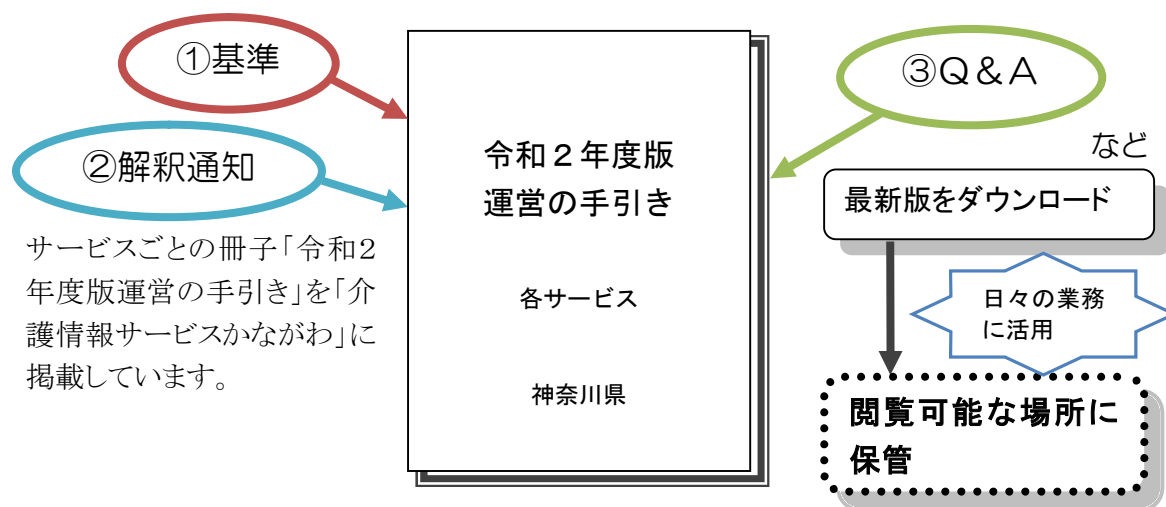 ①基準
②解釈通知
サービスごとの冊子「令和2
年度版運営の手引き」を「介
護情報サービスかながわ」に
掲載しています。
令和２年度版
運営の手引き
各サービス
神奈川県
③Ｑ＆Ａ
など
最新版をダウンロード
日々の業務
に活用
閲覧可能な場所に
保管